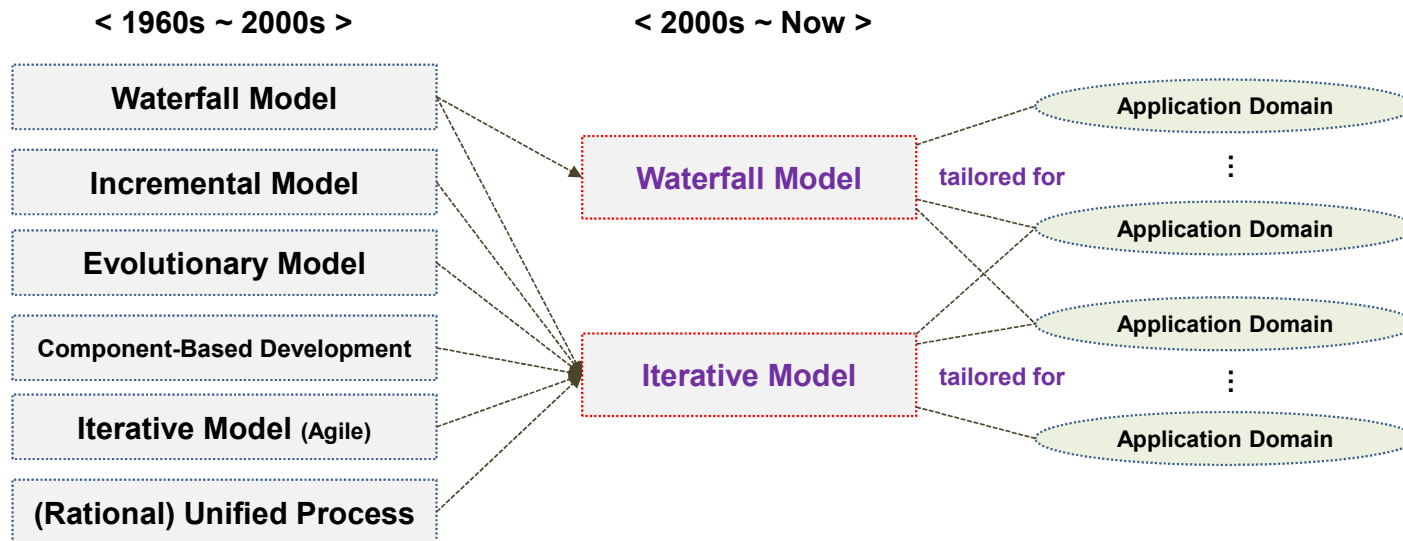 < 1960s ~ 2000s >
< 2000s ~ Now >
Waterfall Model
Incremental Model
Evolutionary Model
Component-Based Development
Iterative Model (Agile)
(Rational) Unified Process
Waterfall Model
Iterative Model
tailored for
tailored for
Application Domain
⋮
Application Domain
Application Domain
⋮
Application Domain